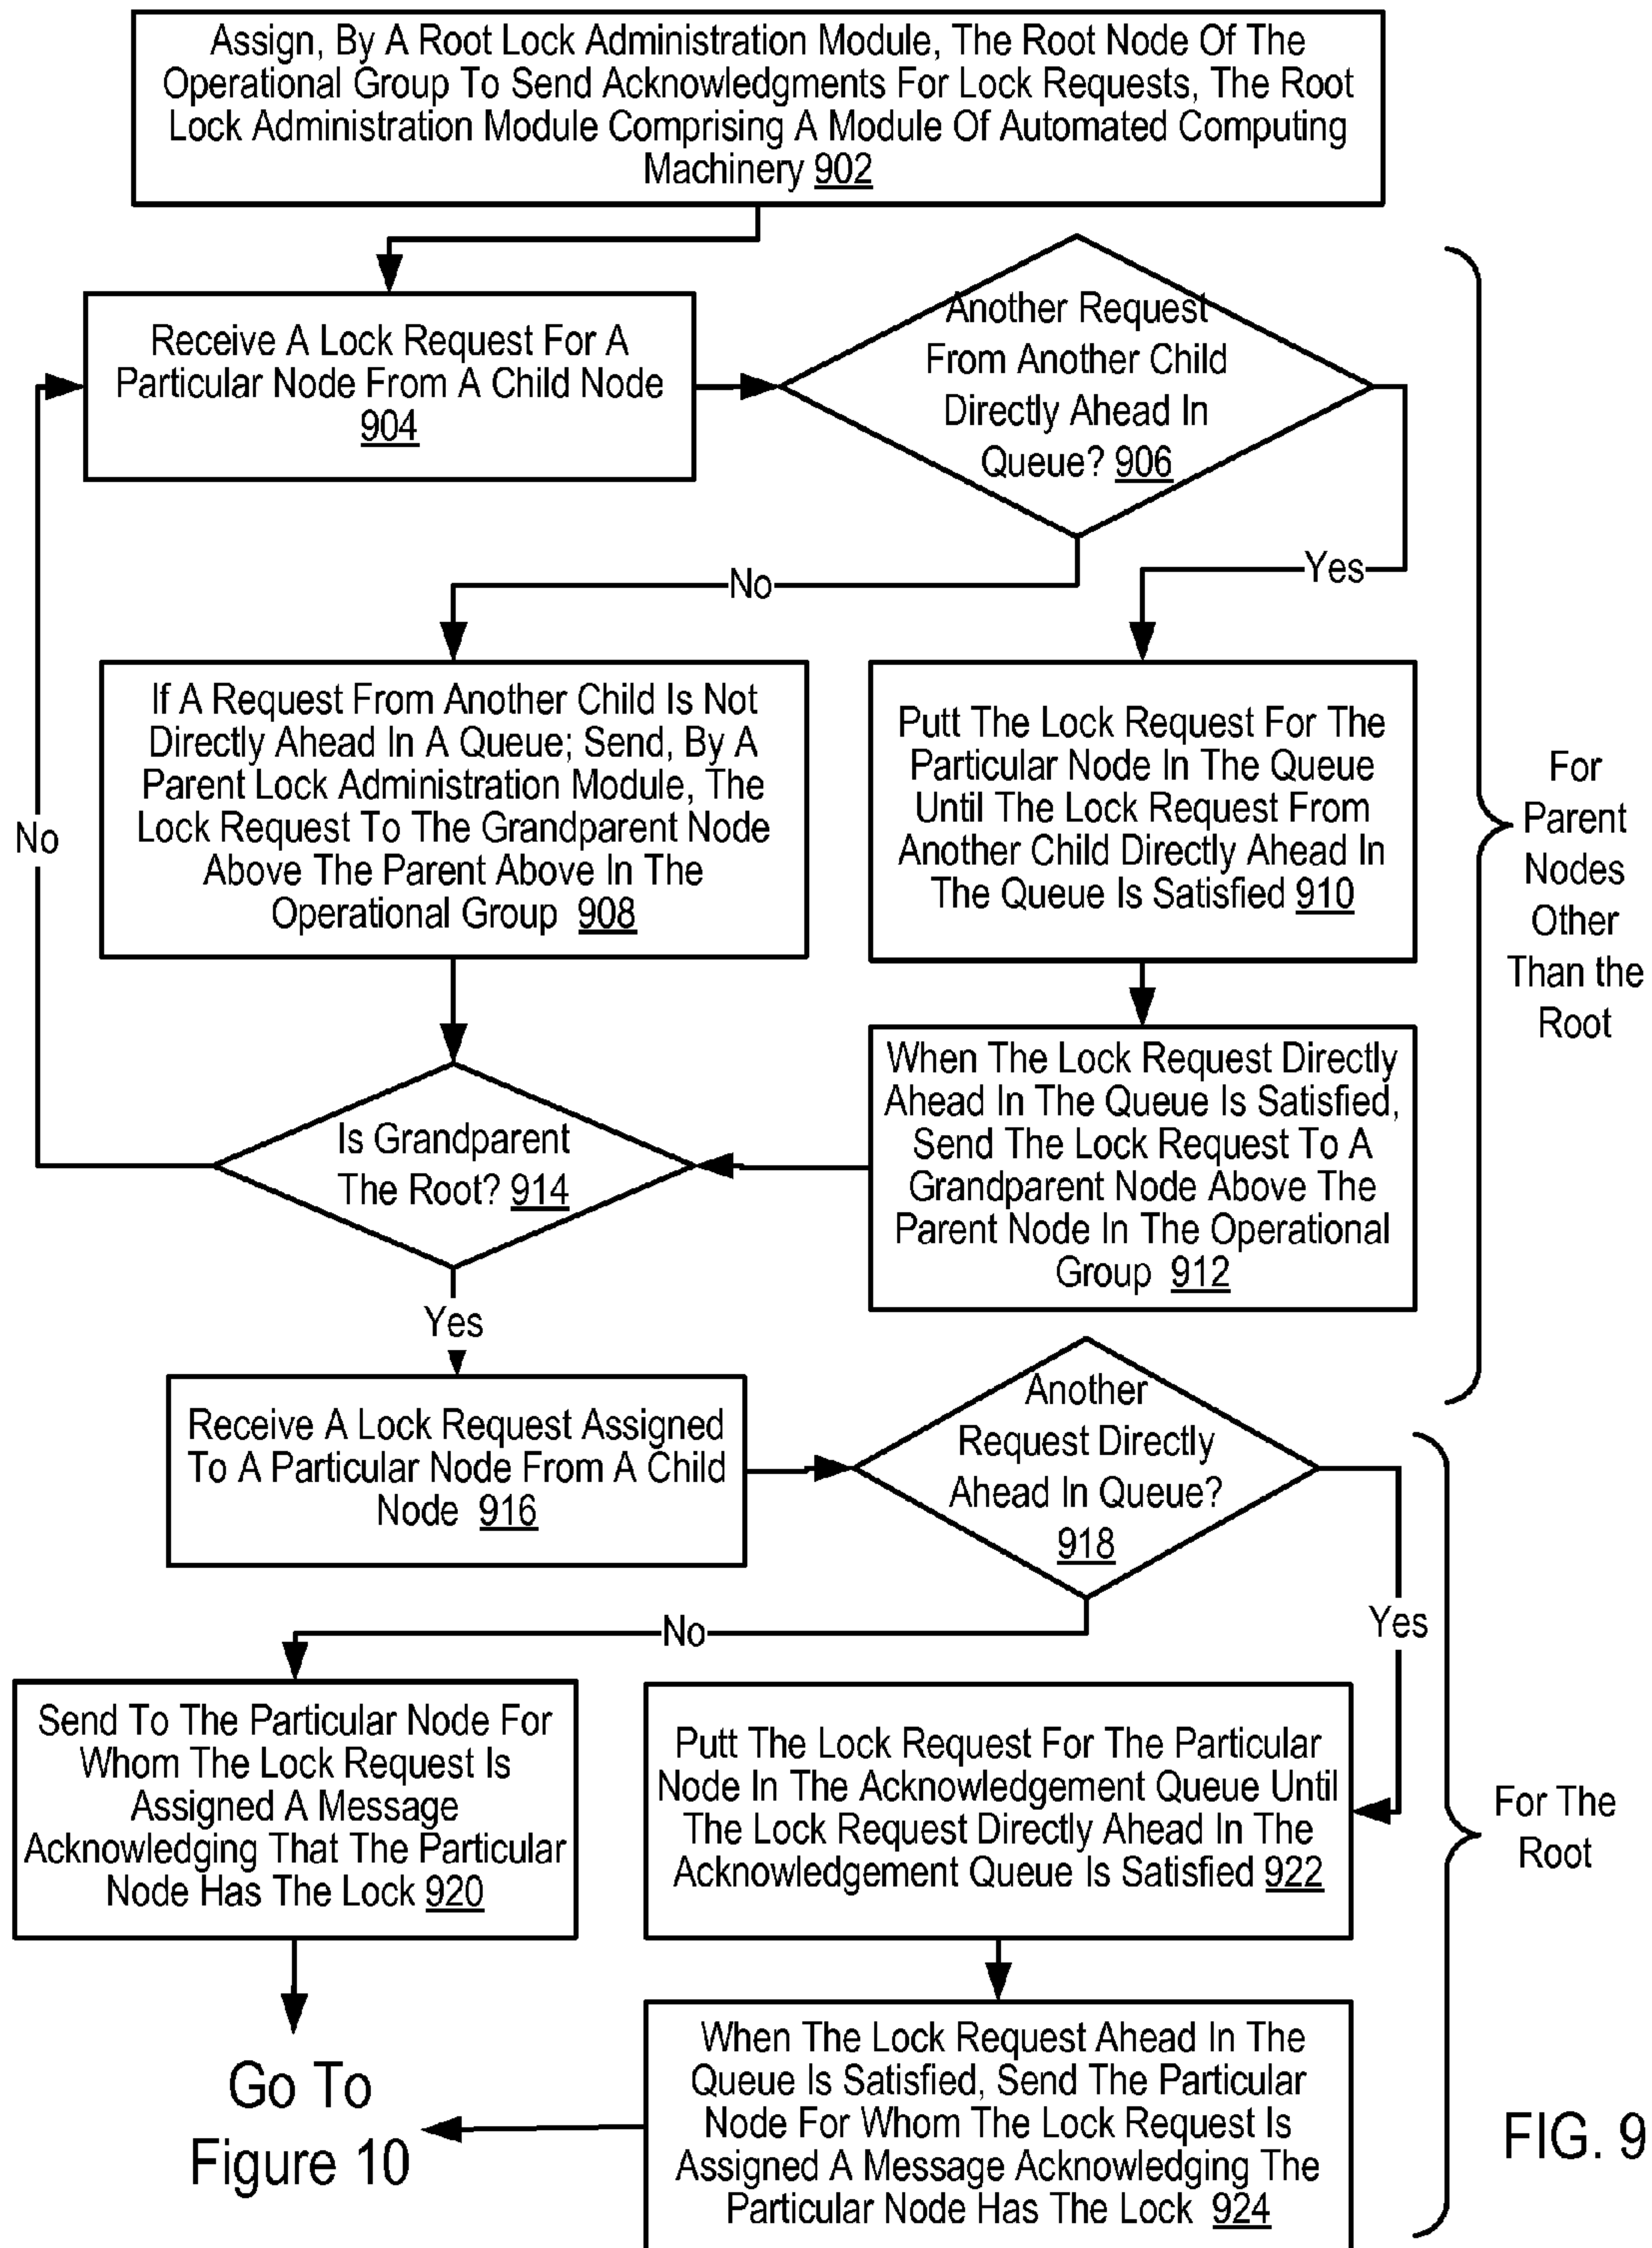 Assign, By A Root Lock Administration Module, The Root Node Of The
Operational Group To Send Acknowledgments For Lock Requests, The Root
Lock Administration Module Comprising A Module Of Automated Computing
Machinery 902
Receive A Lock Request For A
Particular Node From A Child Node
904
Another Request
From Another Child
Directly Ahead In
Queue? 906
No
Yes
If A Request From Another Child Is Not
Directly Ahead In A Queue; Send, By A
Parent Lock Administration Module, The
Lock Request To The Grandparent Node
Above The Parent Above In The
Operational Group 908
Putt The Lock Request For The
Particular Node In The Queue
Until The Lock Request From
Another Child Directly Ahead In
The Queue Is Satisfied 910
For
Parent
Nodes
Other
Than the
Root
No
When The Lock Request Directly
Ahead In The Queue Is Satisfied,
Send The Lock Request To A
Grandparent Node Above The
Parent Node In The Operational
Group 912
Is Grandparent
The Root? 914
Yes
Receive A Lock Request Assigned
To A Particular Node From A Child
Node 916
Another
Request Directly
Ahead In Queue?
918
No
Yes
Send To The Particular Node For
Whom The Lock Request Is
Assigned A Message
Acknowledging That The Particular
Node Has The Lock 920
Putt The Lock Request For The Particular
Node In The Acknowledgement Queue Until
The Lock Request Directly Ahead In The
Acknowledgement Queue Is Satisfied 922
For The
Root
When The Lock Request Ahead In The
Queue Is Satisfied, Send The Particular
Node For Whom The Lock Request Is
Assigned A Message Acknowledging The
Particular Node Has The Lock 924
Go To
Figure 10
FIG. 9